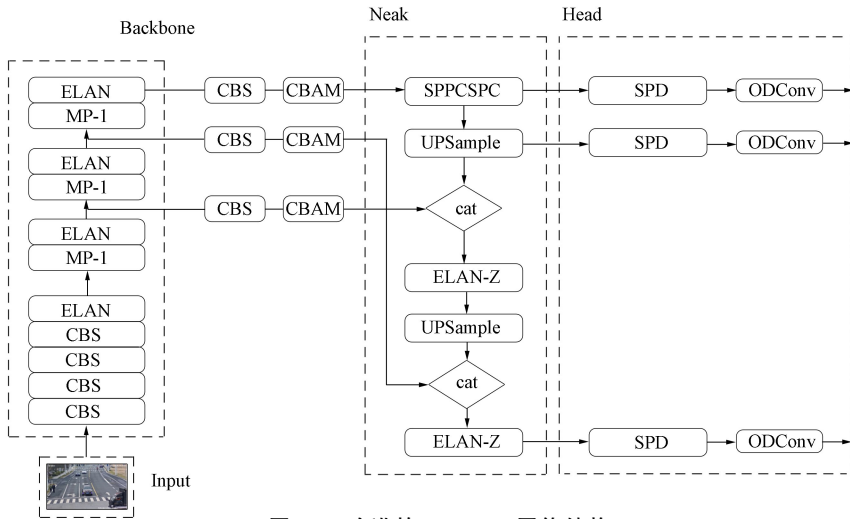 Backbone
Neak
Head
ELAN
MP-1
ELAN
MP-1
ELAN
MP-1
ELAN
CBS
CBS
CBS
CBS
Input
CBS
CBAM
CBS
CBAM
CBS
CBAM
SPPCSPC
UPSample
cat
ELAN-Z
UPSample
cat
ELAN-Z
SPD
ODConv
SPD
ODConv
SPD
ODConv